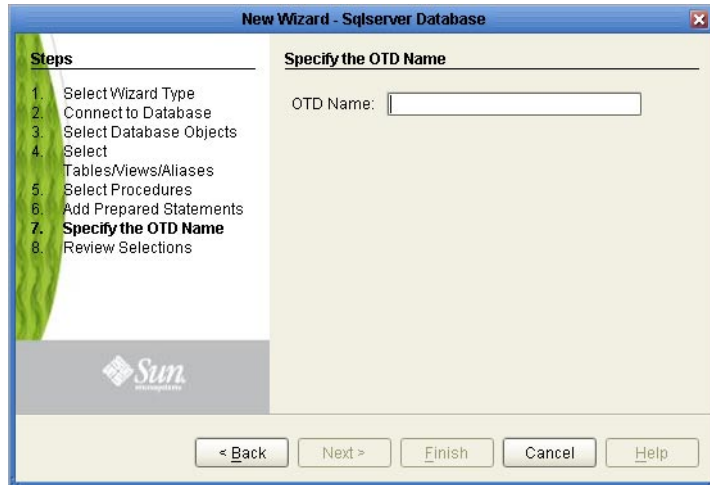 New Wizard - Sqlserver Database
Steps
1. Select Wizard Type
2. Connect to Database
3. Select Database Objects
4. Select
Tables/Views/Aliases
5. Select Procedures
6. Add Prepared Statements
7. Specify the OTD Name
8. Review Selections
Sun
microsystems
Specify the OTD Name
OTD Name:
< Back
Next >
Finish
Cancel
Help